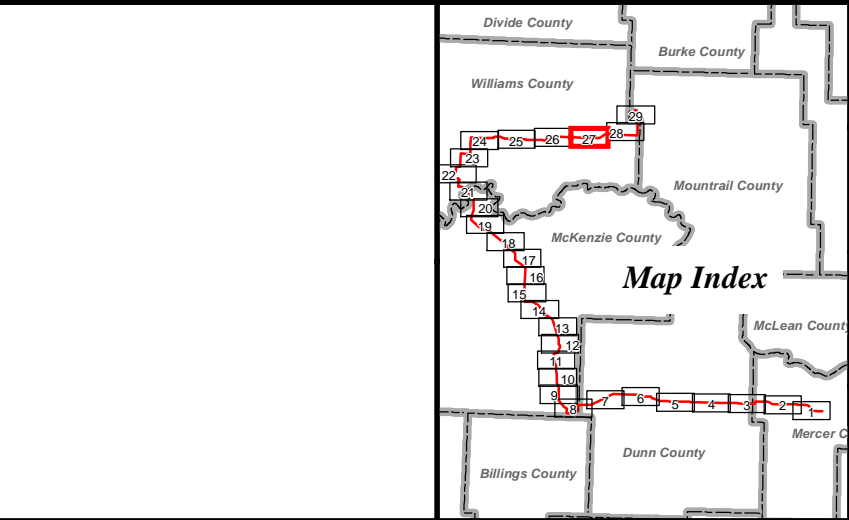 Divide County
Burke County
Williams County
29
28
27
26
25
24
23
22
21
20
19
Mountrail County
McKenzie County
18
17
16
15
14
13
12
11
10
9
8
Map Index
McLean County
7
6
5
4
3
2
1
Mercer C
Dunn County
Billings County